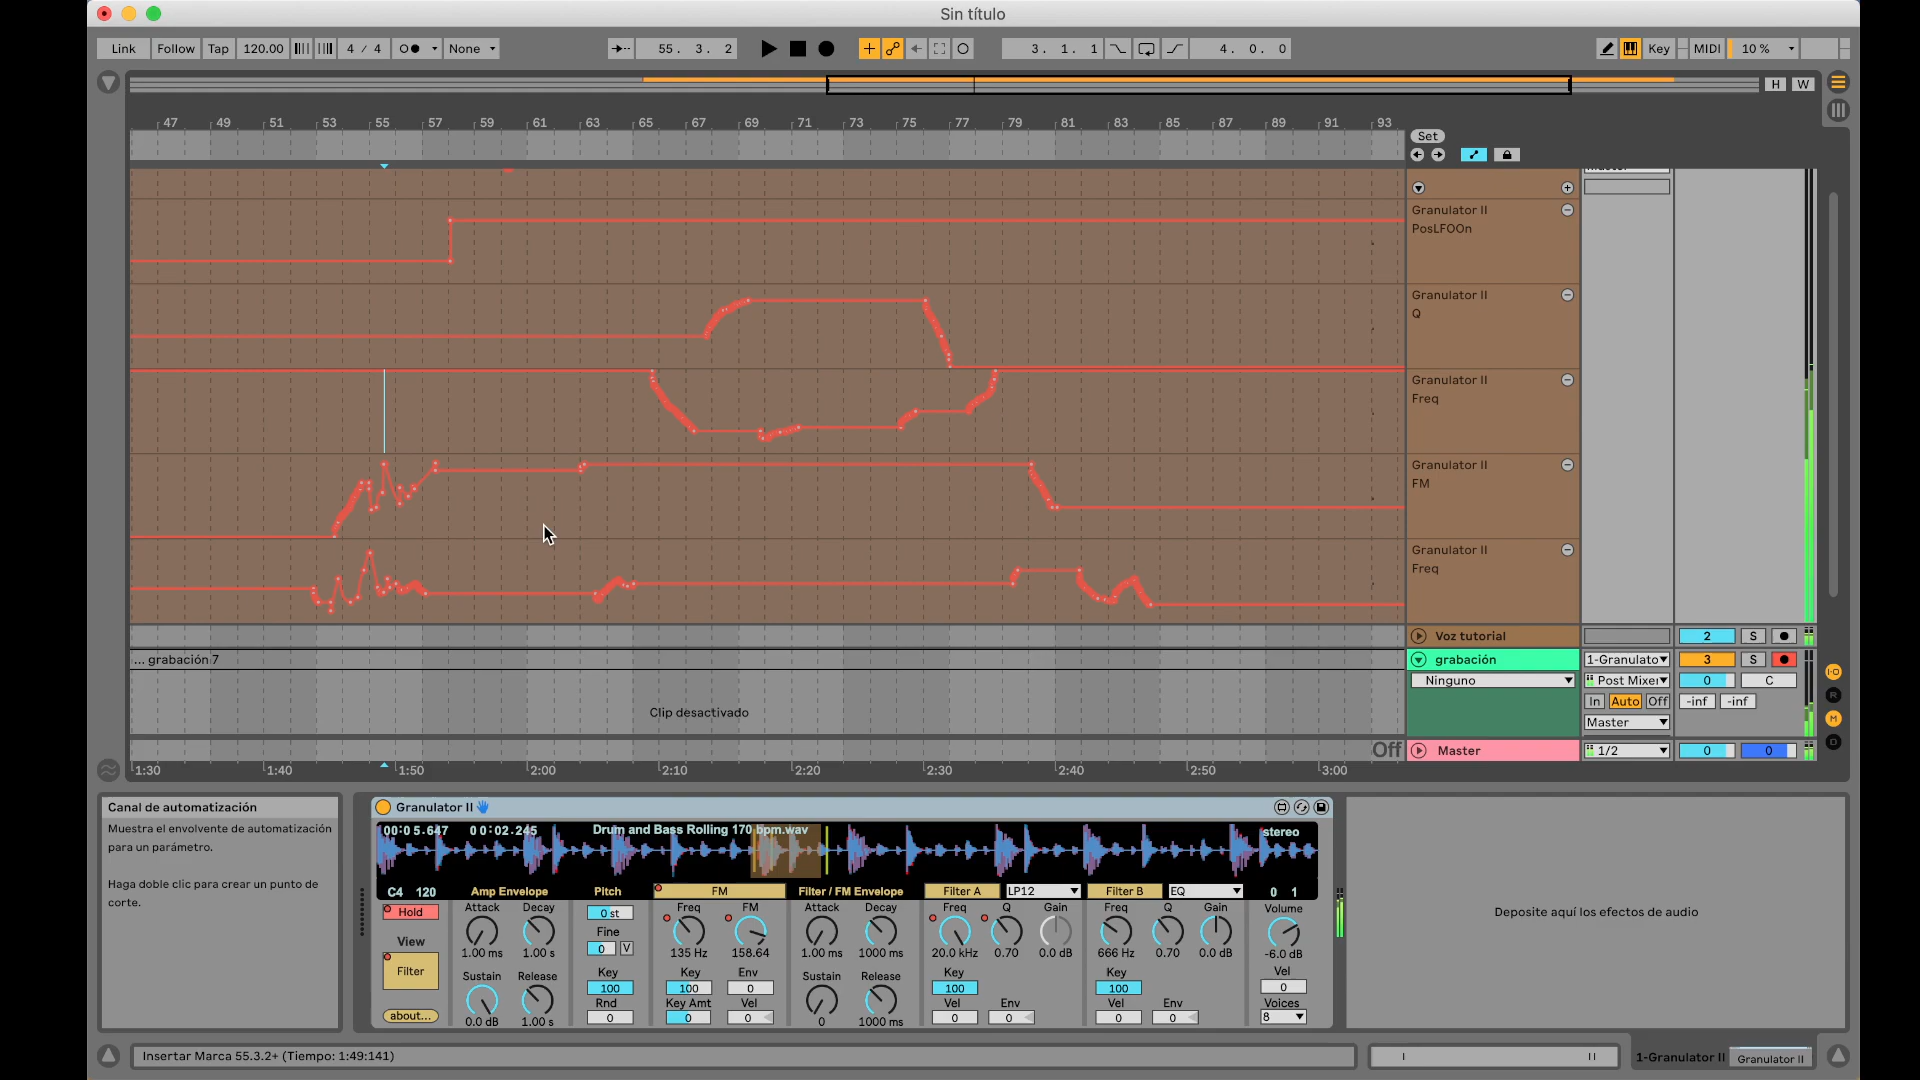 Sin título
Link Follow Tap 120.00 4 / 4 None 55. 3. 2 3. 1. 1 4. 0. 0 Key MIDI 10 %
H W
47 49 51 53 55 57 59 61 63 65 67 69 71 73 75 77 79 81 83 85 87 89 91 93
Set
Granulator II
PosLFOOn
Granulator II
Q
Granulator II
Freq
Granulator II
FM
Granulator II
Freq
Voz tutorial 2 S
... grabación 7
grabación 1-Granulato 3 S
Ninguno Post Mixer 0 C
In Auto Off -inf -inf
Clip desactivado
Master
Off Master 1/2 0 0
1:30 1:40 1:50 2:00 2:10 2:20 2:30 2:40 2:50 3:00
Canal de automatización
Muestra el envolvente de automatización
para un parámetro.
Haga doble clic para crear un punto de
corte.
Granulator II
00:05.647 00:02.245 Drum and Bass Rolling 170 bpm.wav stereo
C4 120 Amp Envelope Pitch FM Filter / FM Envelope Filter A LP12 Filter B EQ 0 1
Hold Attack Decay 0 st Freq FM Attack Decay Freq Q Gain Freq Q Gain Volume
Fine
View 1.00 ms 1.00 s 0 V 135 Hz 158.64 1.00 ms 1000 ms 20.0 kHz 0.70 0.0 dB 666 Hz 0.70 0.0 dB -6.0 dB
Filter Sustain Release Key Key Env Sustain Release Key Key Vel
100 100 0 100 100 0
Rnd Key Amt Vel Vel Env Vel Env Voices
about... 0.0 dB 1.00 s 0 0 0 0 1000 ms 0 0 0 0 8
Deposite aquí los efectos de audio
Insertar Marca 55.3.2+ (Tiempo: 1:49:141) 1-Granulator II Granulator II